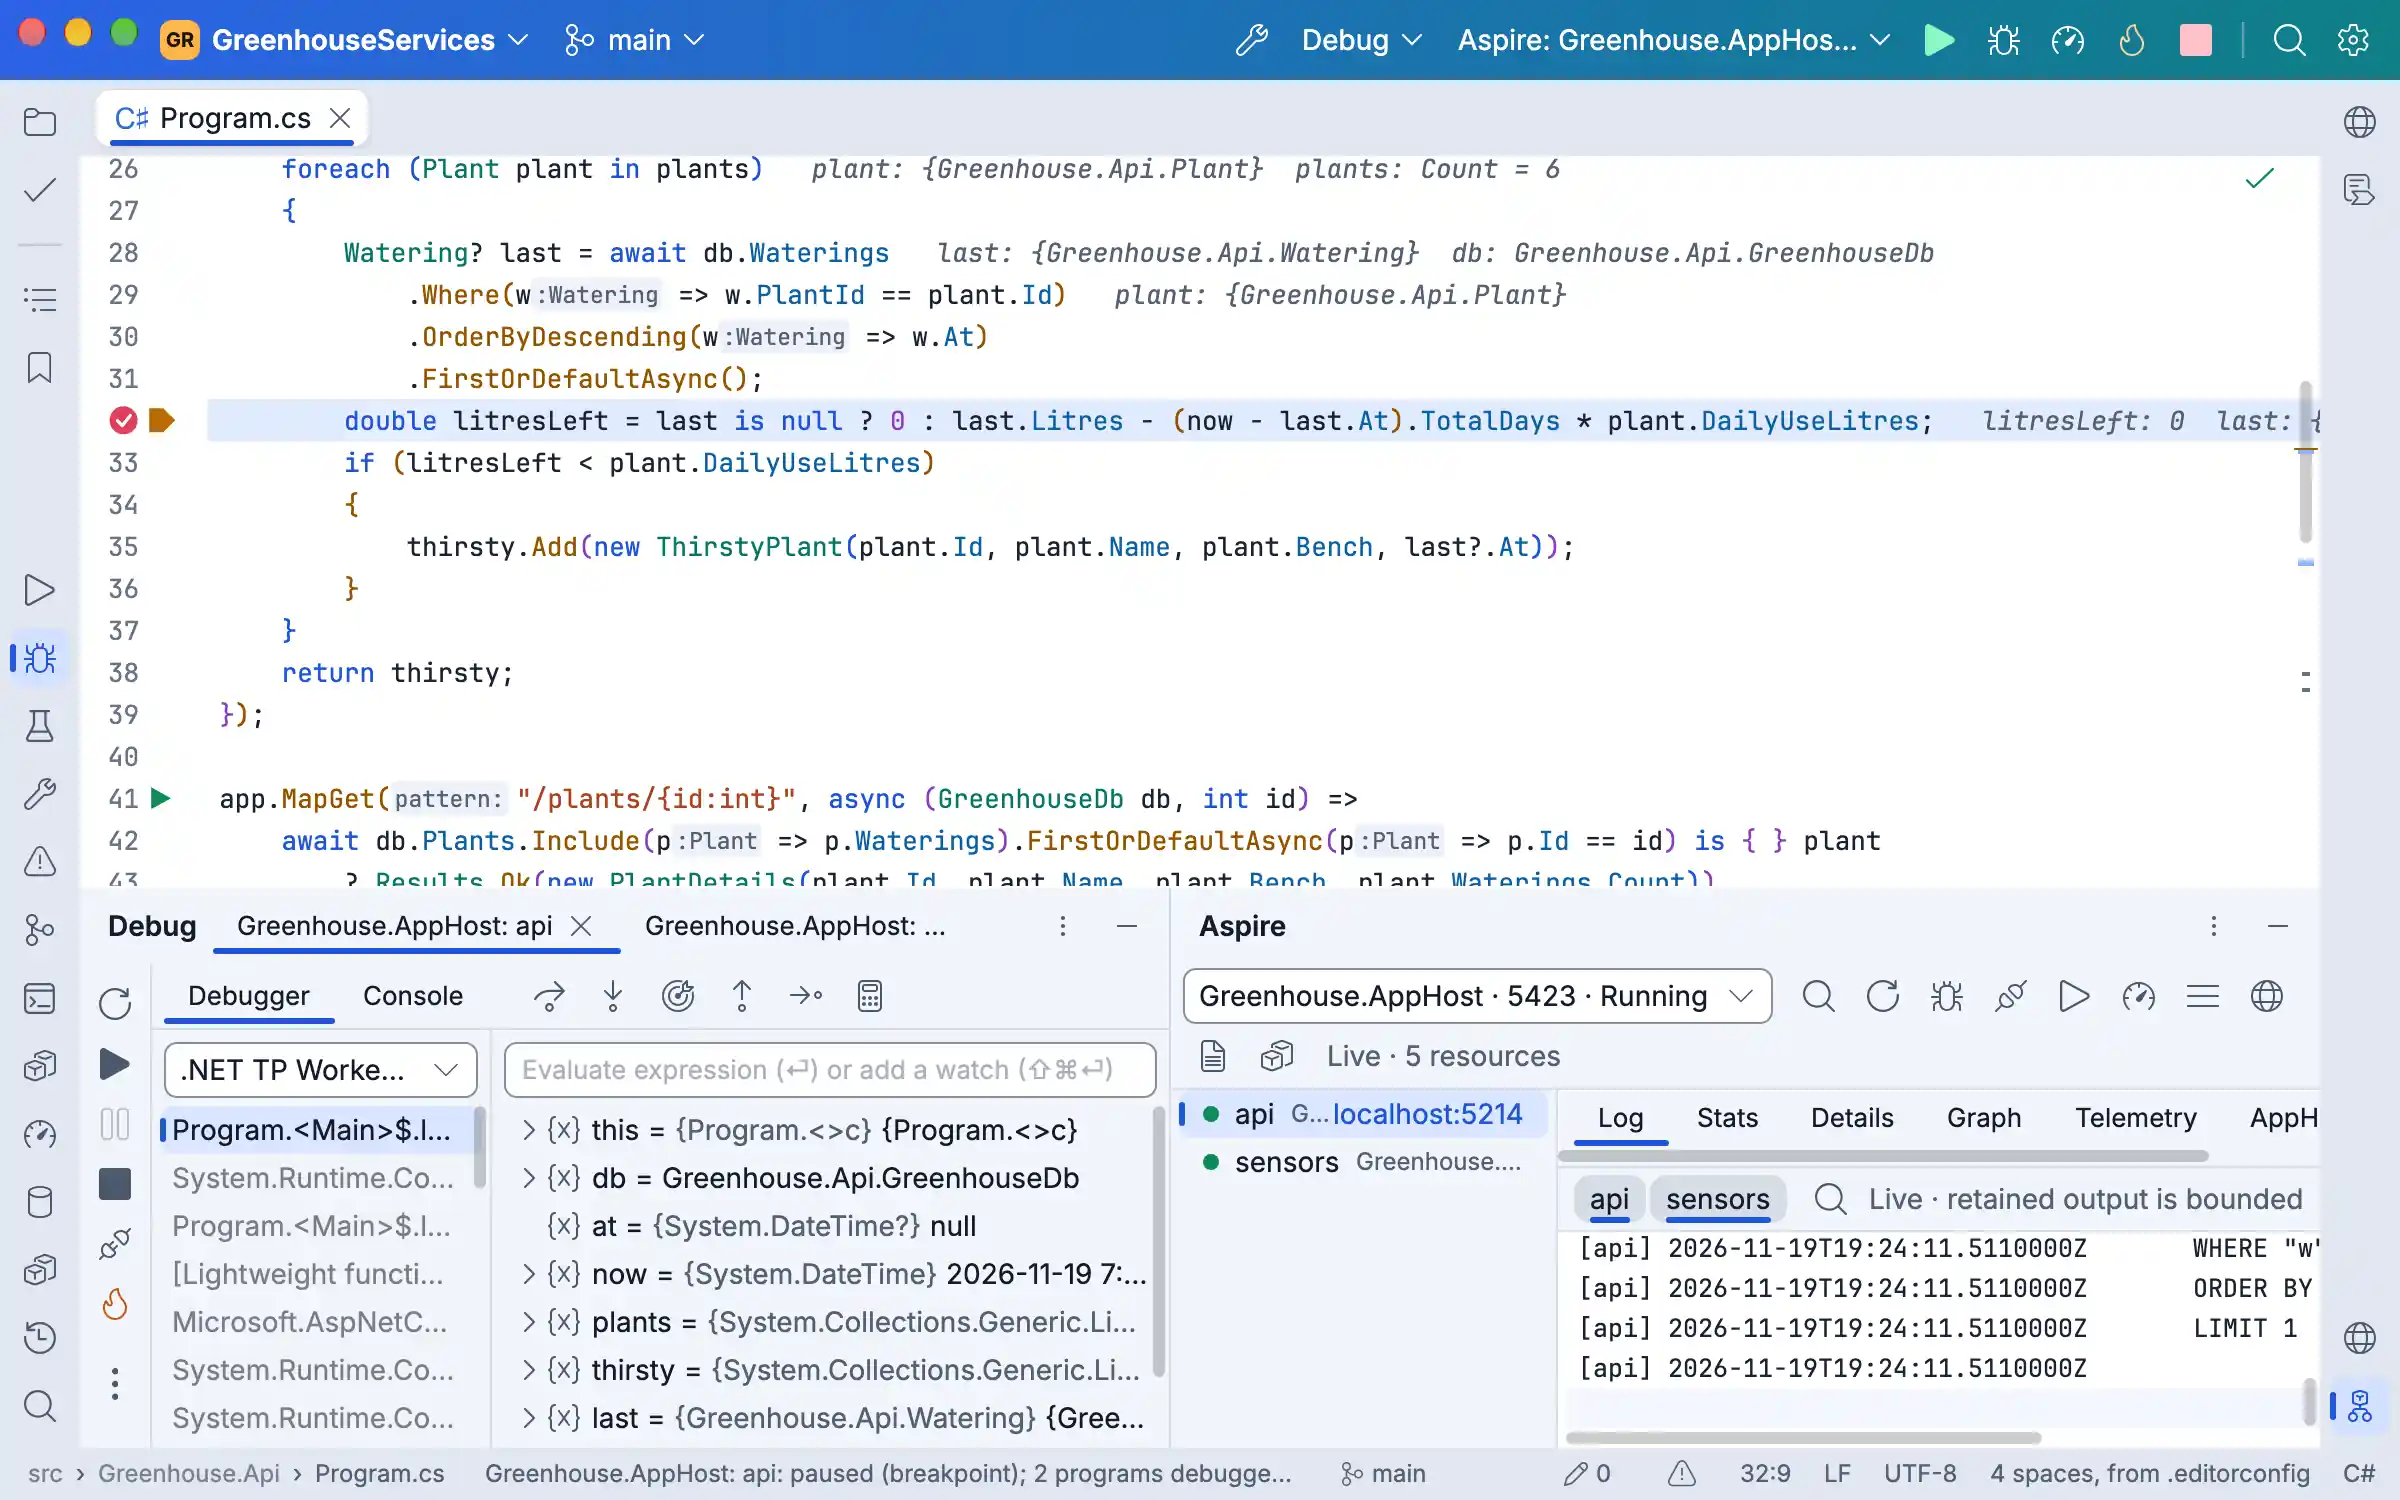 GR GreenhouseServices main Debug Aspire: Greenhouse.AppHos...
C# Program.cs
26 foreach (Plant plant in plants) plant: {Greenhouse.Api.Plant} plants: Count = 6
27 {
28 Watering? last = await db.Waterings last: {Greenhouse.Api.Watering} db: Greenhouse.Api.GreenhouseDb
29 .Where(w :Watering => w.PlantId == plant.Id) plant: {Greenhouse.Api.Plant}
30 .OrderByDescending(w :Watering => w.At)
31 .FirstOrDefaultAsync();
double litresLeft = last is null ? 0 : last.Litres - (now - last.At).TotalDays * plant.DailyUseLitres; litresLeft: 0 last: {
33 if (litresLeft < plant.DailyUseLitres)
34 {
35 thirsty.Add(new ThirstyPlant(plant.Id, plant.Name, plant.Bench, last?.At));
36 }
37 }
38 return thirsty;
39 });
40
41 app.MapGet( pattern: "/plants/{id:int}", async (GreenhouseDb db, int id) =>
42 await db.Plants.Include(p :Plant => p.Waterings).FirstOrDefaultAsync(p :Plant => p.Id == id) is { } plant
43 ? Results.Ok(new PlantDetails(plant.Id, plant.Name, plant.Bench, plant.Waterings.Count))
Debug Greenhouse.AppHost: api Greenhouse.AppHost: ...
Debugger Console
.NET TP Worke...
Program.<Main>$.I...
System.Runtime.Co...
Program.<Main>$.I...
[Lightweight functi...
Microsoft.AspNetC...
System.Runtime.Co...
System.Runtime.Co...
Evaluate expression (⏎) or add a watch (⇧⌘⏎)
{x} this = {Program.<>c} {Program.<>c}
{x} db = Greenhouse.Api.GreenhouseDb
{x} at = {System.DateTime?} null
{x} now = {System.DateTime} 2026-11-19 7:...
{x} plants = {System.Collections.Generic.Li...
{x} thirsty = {System.Collections.Generic.Li...
{x} last = {Greenhouse.Api.Watering} {Gree...
Aspire
Greenhouse.AppHost · 5423 · Running
Live · 5 resources
api G... localhost:5214
sensors Greenhouse....
Log Stats Details Graph Telemetry AppH
api sensors Live · retained output is bounded
[api] 2026-11-19T19:24:11.5110000Z WHERE "w"
[api] 2026-11-19T19:24:11.5110000Z ORDER BY
[api] 2026-11-19T19:24:11.5110000Z LIMIT 1
[api] 2026-11-19T19:24:11.5110000Z
src › Greenhouse.Api › Program.cs Greenhouse.AppHost: api: paused (breakpoint); 2 programs debugge... main 0 32:9 LF UTF-8 4 spaces, from .editorconfig C#